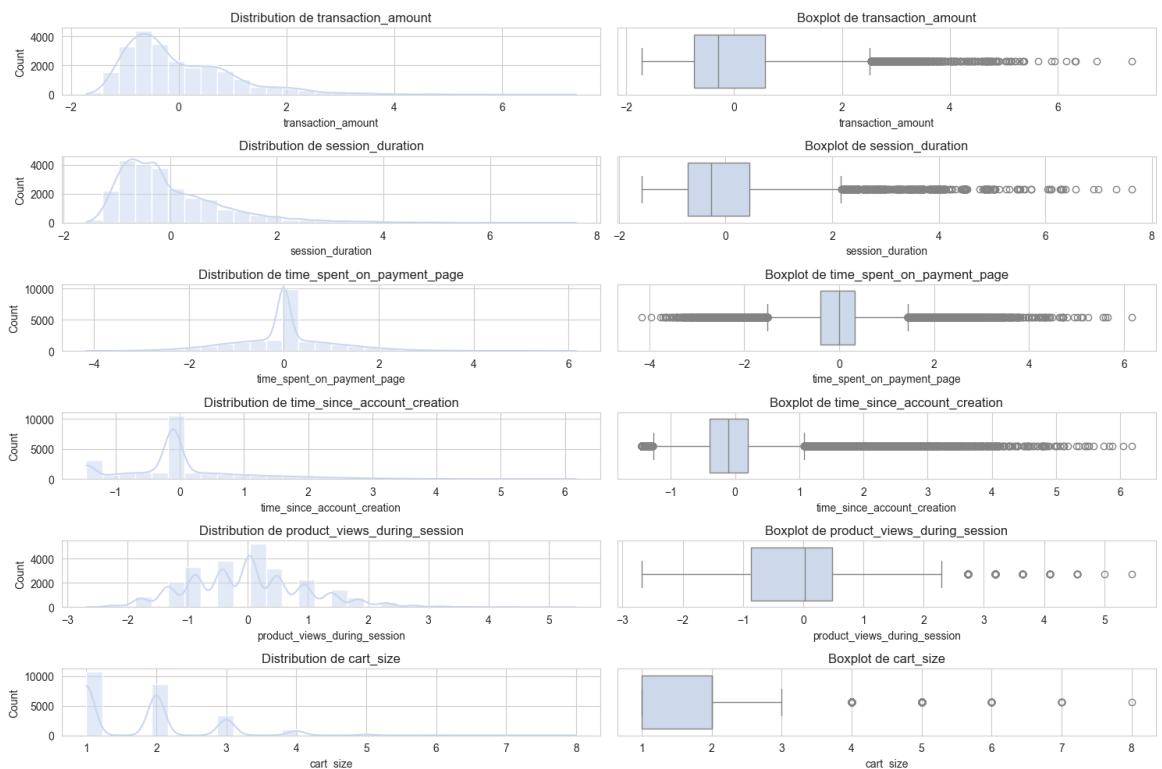 Distribution de transaction_amount
Boxplot de transaction_amount
Count
4000
2000
0
−2 0 2 4 6
transaction_amount
−2 0 2 4 6
transaction_amount
Distribution de session_duration
Boxplot de session_duration
Count
4000
2000
0
−2 0 2 4 6 8
session_duration
−2 0 2 4 6 8
session_duration
Distribution de time_spent_on_payment_page
Boxplot de time_spent_on_payment_page
Count
10000
5000
0
−4 −2 0 2 4 6
time_spent_on_payment_page
−4 −2 0 2 4 6
time_spent_on_payment_page
Distribution de time_since_account_creation
Boxplot de time_since_account_creation
Count
10000
5000
0
−1 0 1 2 3 4 5 6
time_since_account_creation
−1 0 1 2 3 4 5 6
time_since_account_creation
Distribution de product_views_during_session
Boxplot de product_views_during_session
Count
4000
2000
0
−3 −2 −1 0 1 2 3 4 5
product_views_during_session
−3 −2 −1 0 1 2 3 4 5
product_views_during_session
Distribution de cart_size
Boxplot de cart_size
Count
10000
5000
0
1 2 3 4 5 6 7 8
cart_size
1 2 3 4 5 6 7 8
cart_size